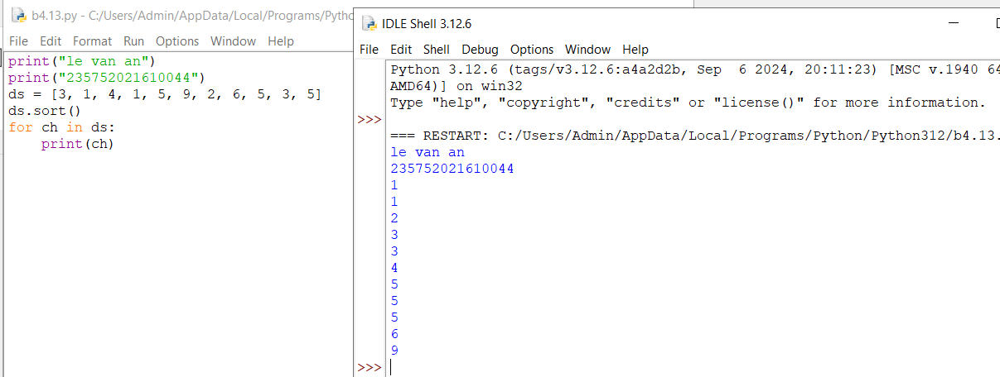 b4.13.py - C:/Users/Admin/AppData/Local/Programs/Pytho
File Edit Format Run Options Window Help
print("le van an")
print("235752021610044")
ds = [3, 1, 4, 1, 5, 9, 2, 6, 5, 3, 5]
ds.sort()
for ch in ds:
    print(ch)
IDLE Shell 3.12.6
File Edit Shell Debug Options Window Help
Python 3.12.6 (tags/v3.12.6:a4a2d2b, Sep  6 2024, 20:11:23) [MSC v.1940 64
AMD64)] on win32
Type "help", "copyright", "credits" or "license()" for more information.
>>>
=== RESTART: C:/Users/Admin/AppData/Local/Programs/Python/Python312/b4.13.
le van an
235752021610044
1
1
2
3
3
4
5
5
5
6
9
>>>